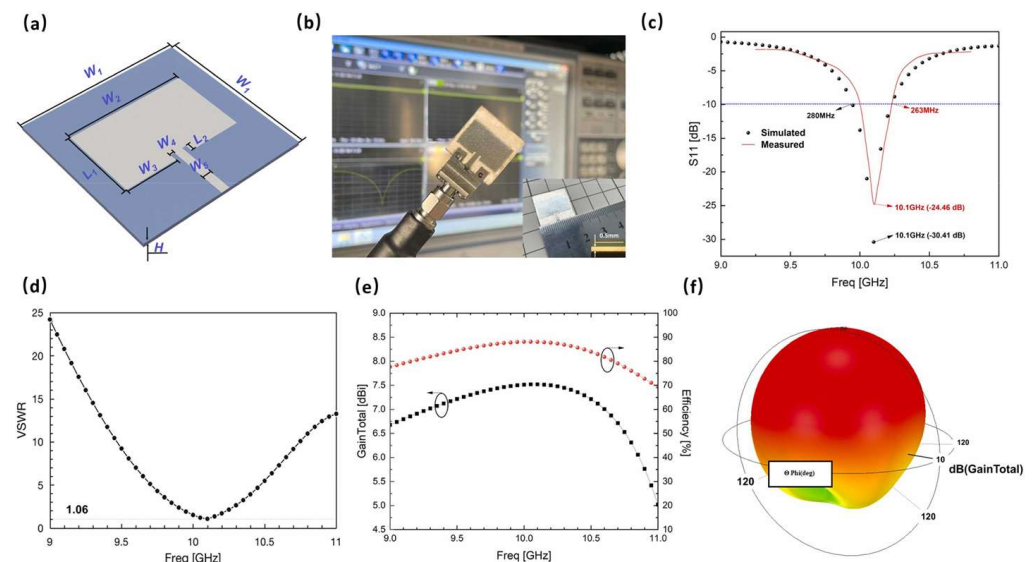 (a)
W1
W1
W2
W4
L2
W3
W5
L1
H
(b)
1 2 3 4
0.5mm
(c)
0
-5
-10
-15
-20
-25
-30
S11 [dB]
280MHz
263MHz
Simulated
Measured
10.1GHz (-24.46 dB)
10.1GHz (-30.41 dB)
9.0 9.5 10.0 10.5 11.0
Freq [GHz]
(d)
25
20
15
10
5
0
VSWR
1.06
9 9.5 10 10.5 11
Freq [GHz]
(e)
9.0
8.5
8.0
7.5
7.0
6.5
6.0
5.5
5.0
4.5
GainTotal [dBi]
100
90
80
70
60
50
40
30
20
10
Efficiency [%]
9.0 9.5 10.0 10.5 11.0
Freq [GHz]
(f)
120
10
dB(GainTotal)
Θ Phi(deg)
120
120